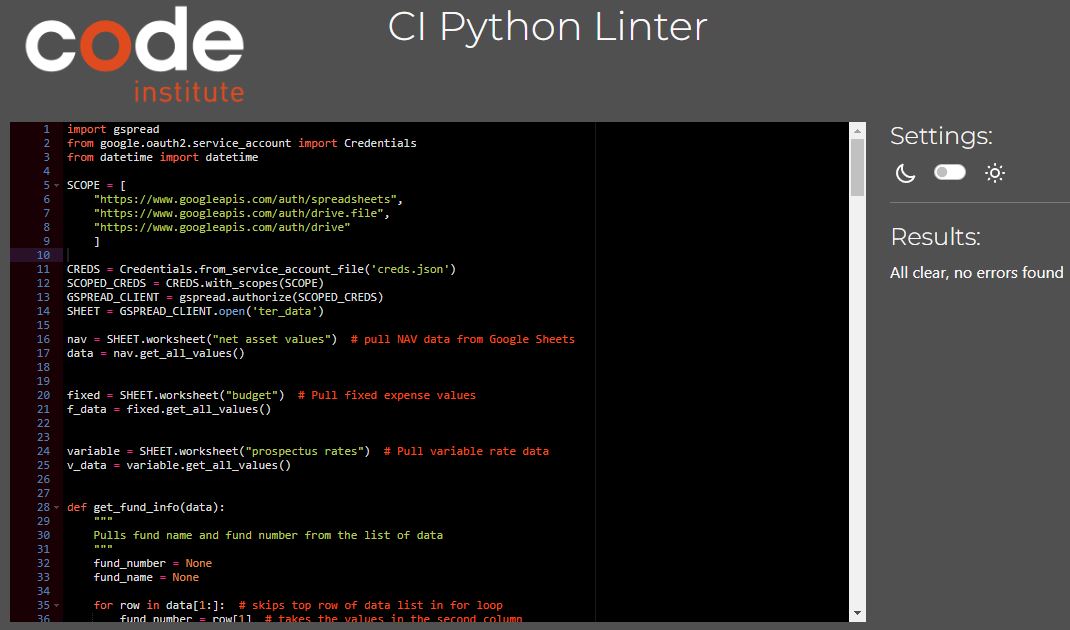 code
institute
CI Python Linter
1 import gspread
2 from google.oauth2.service_account import Credentials
3 from datetime import datetime
4
5 SCOPE = [
6     "https://www.googleapis.com/auth/spreadsheets",
7     "https://www.googleapis.com/auth/drive.file",
8     "https://www.googleapis.com/auth/drive"
9     ]
10
11 CREDS = Credentials.from_service_account_file('creds.json')
12 SCOPED_CREDS = CREDS.with_scopes(SCOPE)
13 GSPREAD_CLIENT = gspread.authorize(SCOPED_CREDS)
14 SHEET = GSPREAD_CLIENT.open('ter_data')
15
16 nav = SHEET.worksheet("net asset values")  # pull NAV data from Google Sheets
17 data = nav.get_all_values()
18
19
20 fixed = SHEET.worksheet("budget")  # Pull fixed expense values
21 f_data = fixed.get_all_values()
22
23
24 variable = SHEET.worksheet("prospectus rates")  # Pull variable rate data
25 v_data = variable.get_all_values()
26
27
28 def get_fund_info(data):
29     """
30     Pulls fund name and fund number from the list of data
31     """
32     fund_number = None
33     fund_name = None
34
35     for row in data[1:]:  # skips top row of data list in for loop
36         fund_number = row[1]  # takes the values in the second column
Settings:
Results:
All clear, no errors found